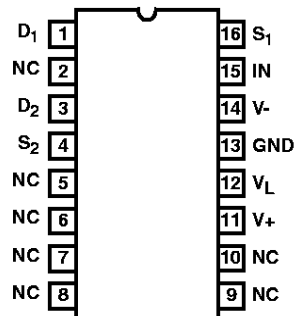 D1 1 16 S1
NC 2 15 IN
D2 3 14 V-
S2 4 13 GND
NC 5 12 VL
NC 6 11 V+
NC 7 10 NC
NC 8 9 NC